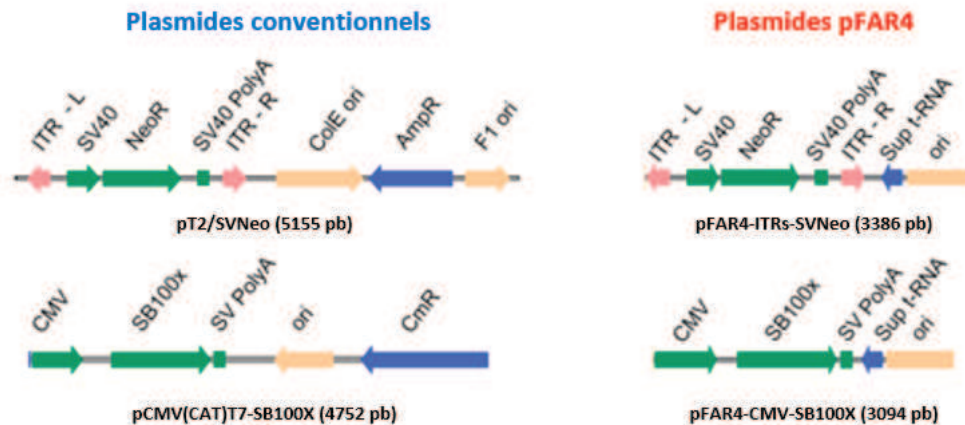 Plasmides conventionnels
ITR - L
SV40
NeoR
SV40 PolyA
ITR - R
ColE ori
AmpR
F1 ori
pT2/SVNeo (5155 pb)
CMV
SB100x
SV PolyA
ori
CmR
pCMV(CAT)T7-SB100X (4752 pb)
Plasmides pFAR4
ITR - L
SV40
NeoR
SV40 PolyA
ITR - R
Sup t-RNA
ori
pFAR4-ITRs-SVNeo (3386 pb)
CMV
SB100x
SV PolyA
Sup t-RNA
ori
pFAR4-CMV-SB100X (3094 pb)